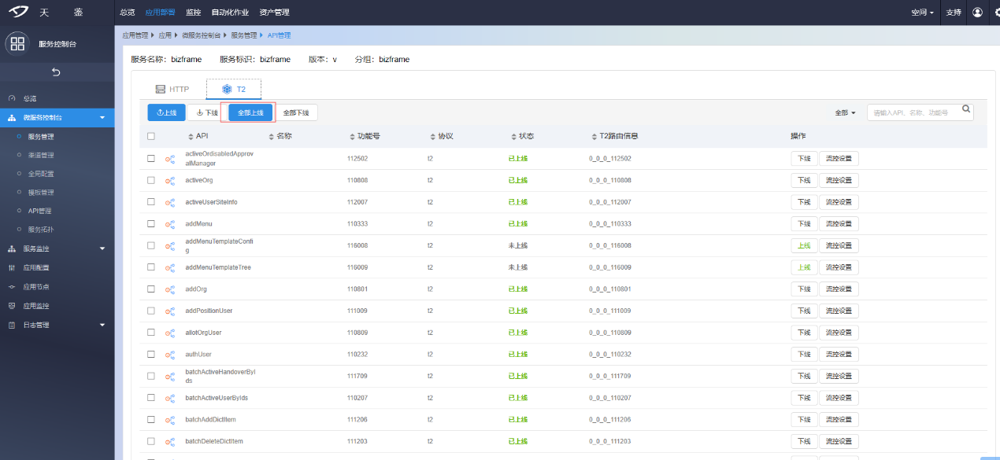 天 鉴 总览 应用部署 监控 自动化作业 资产管理 空间 支持
服务控制台
应用管理 应用 微服务控制台 服务管理 API管理
服务名称: bizframe 服务标识: bizframe 版本: v 分组: bizframe
总览
微服务控制台
服务管理
渠道管理
全局配置
模板管理
API管理
服务拓扑
服务监控
应用配置
应用节点
应用监控
日志管理
HTTP T2
上线 下线 全部上线 全部下线 全部 请输入API、名称、功能号
API 名称 功能号 协议 状态 T2路由信息 操作
activeOrdisabledApprov
alManager 112502 t2 已上线 0_0_0_112502 下线 流控设置
activeOrg 110808 t2 已上线 0_0_0_110808 下线 流控设置
activeUserSiteInfo 112007 t2 已上线 0_0_0_112007 下线 流控设置
addMenu 110333 t2 已上线 0_0_0_110333 下线 流控设置
addMenuTemplateConfi
g 116008 t2 未上线 0_0_0_116008 上线 流控设置
addMenuTemplateTree 116009 t2 未上线 0_0_0_116009 上线 流控设置
addOrg 110801 t2 已上线 0_0_0_110801 下线 流控设置
addPositionUser 111009 t2 已上线 0_0_0_111009 下线 流控设置
allotOrgUser 110809 t2 已上线 0_0_0_110809 下线 流控设置
authUser 110232 t2 已上线 0_0_0_110232 下线 流控设置
batchActiveHandoverByI
ds 111709 t2 已上线 0_0_0_111709 下线 流控设置
batchActiveUserByIds 110207 t2 已上线 0_0_0_110207 下线 流控设置
batchAddDictItem 111206 t2 已上线 0_0_0_111206 下线 流控设置
batchDeleteDictItem 111203 t2 已上线 0_0_0_111203 下线 流控设置